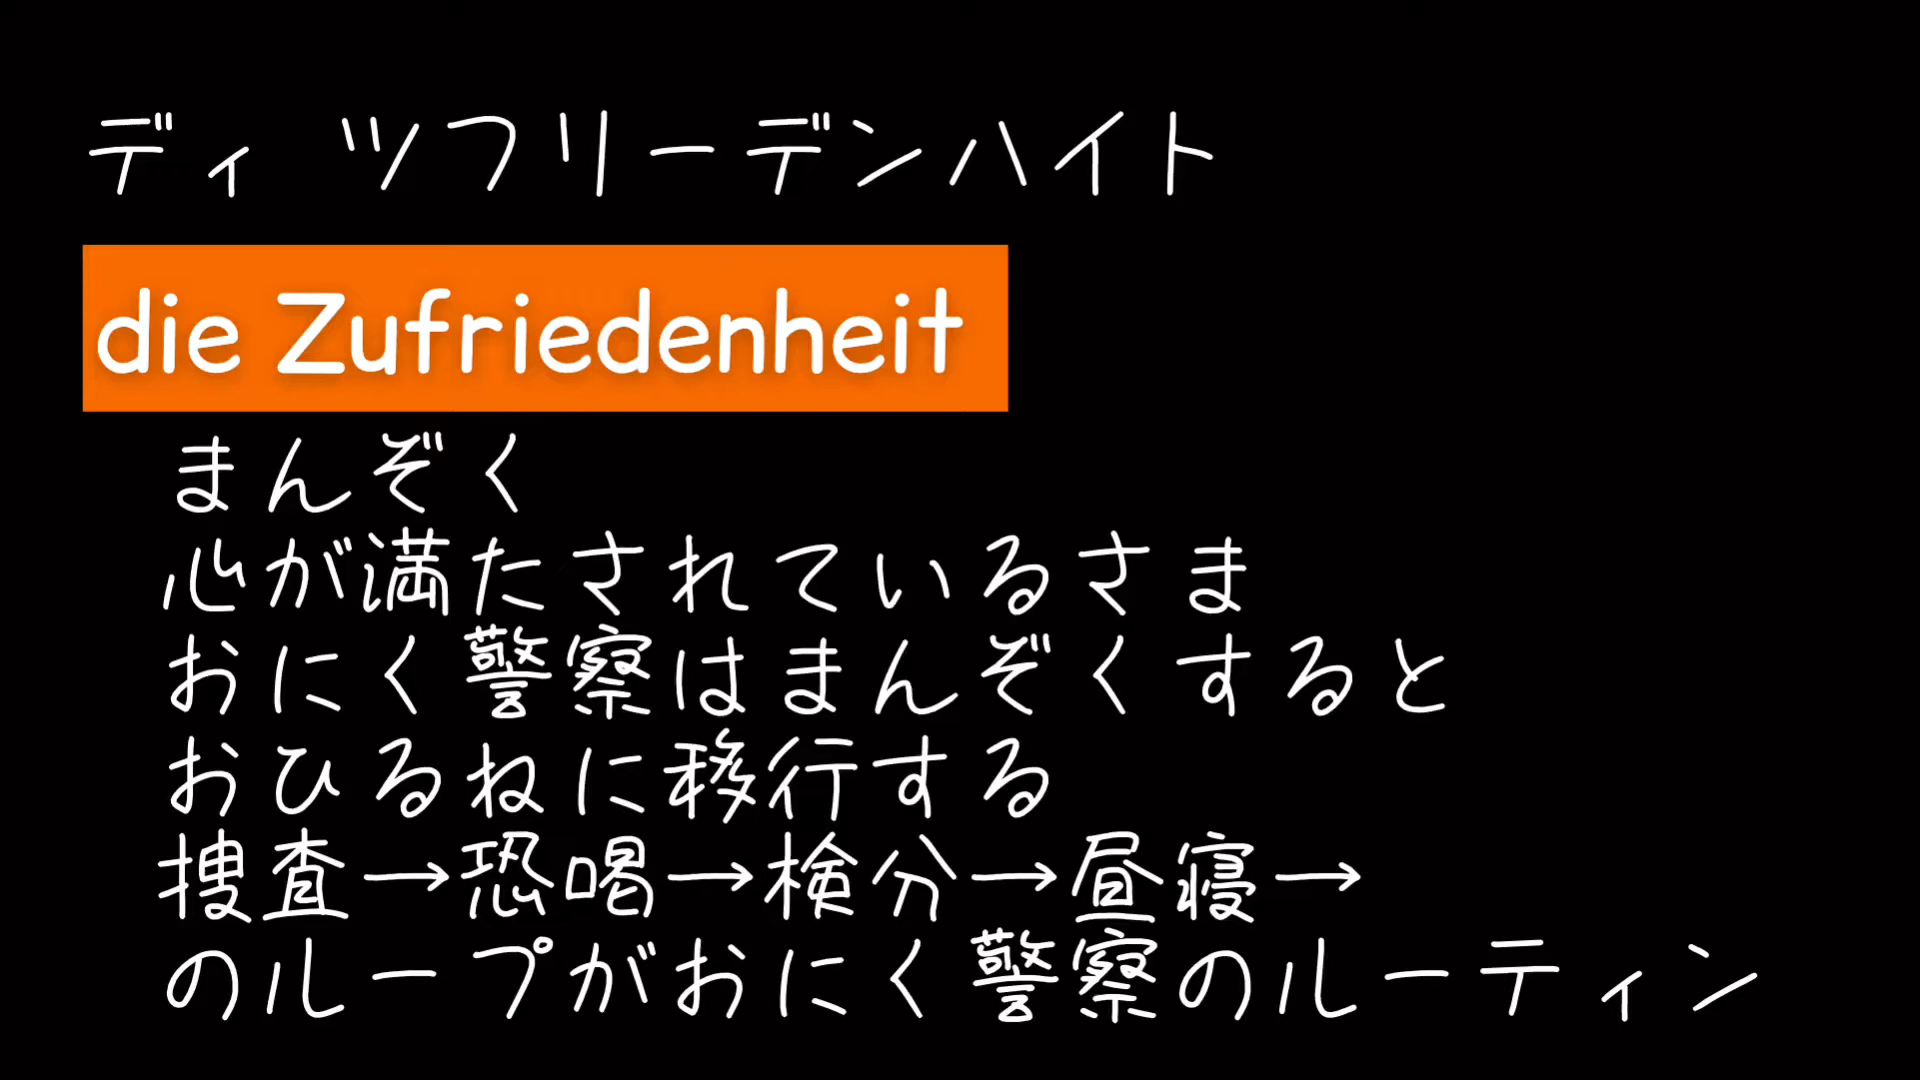 ディ ツフリーデンハイト
die Zufriedenheit
まんぞく
心が満たされているさま
おにく警察はまんぞくすると
おひるねに移行する
捜査→恐喝→検分→昼寝→
のループがおにく警察のルーティン